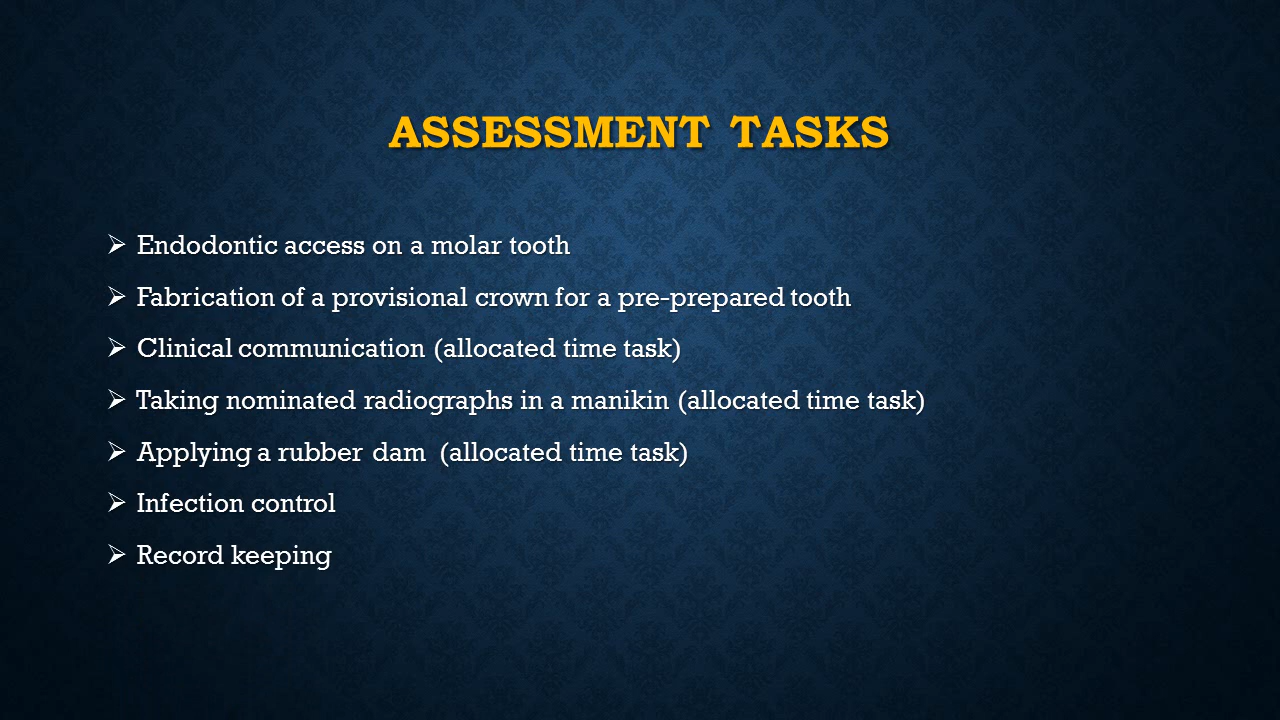 ASSESSMENT TASKS
➢ Endodontic access on a molar tooth
➢ Fabrication of a provisional crown for a pre-prepared tooth
➢ Clinical communication (allocated time task)
➢ Taking nominated radiographs in a manikin (allocated time task)
➢ Applying a rubber dam (allocated time task)
➢ Infection control
➢ Record keeping